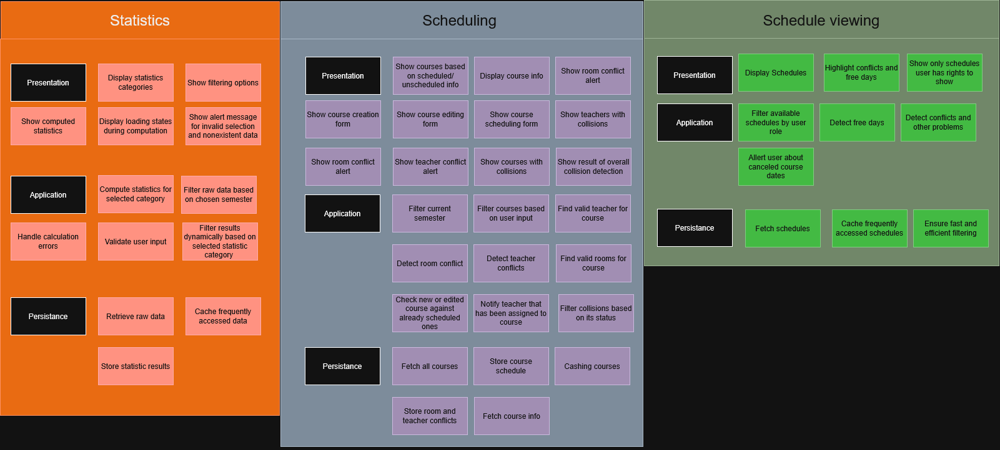 Statistics
Presentation
Display statistics
categories
Show filtering options
Show computed
statistics
Display loading states
during computation
Show alert message
for invalid selection
and nonexistent data
Application
Compute statistics for
selected category
Filter raw data based
on chosen semester
Handle calculation
errors
Validate user input
Filter results
dynamically based on
selected statistic
category
Persistance
Retrieve raw data
Cache frequently
accessed data
Store statistic results
Scheduling
Presentation
Show courses based
on scheduled/
unscheduled info
Display course info
Show room conflict
alert
Show course creation
form
Show course editing
form
Show course
scheduling form
Show teachers with
collisions
Show room conflict
alert
Show teacher conflict
alert
Show courses with
collisions
Show result of overall
collision detection
Application
Filter current
semester
Filter courses based
on user input
Find valid teacher for
course
Detect room conflict
Detect teacher
conflicts
Find valid rooms for
course
Check new or edited
course against
already scheduled
ones
Notify teacher that
has been assigned to
course
Filter collisions based
on its status
Persistance
Fetch all courses
Store course
schedule
Cashing courses
Store room and
teacher conflicts
Fetch course info
Schedule viewing
Presentation
Display Schedules
Highlight conflicts and
free days
Show only schedules
user has rights to
show
Application
Filter available
schedules by user
role
Detect free days
Detect conflicts and
other problems
Allert user about
canceled course
dates
Persistance
Fetch schedules
Cache frequently
accessed schedules
Ensure fast and
efficient filtering